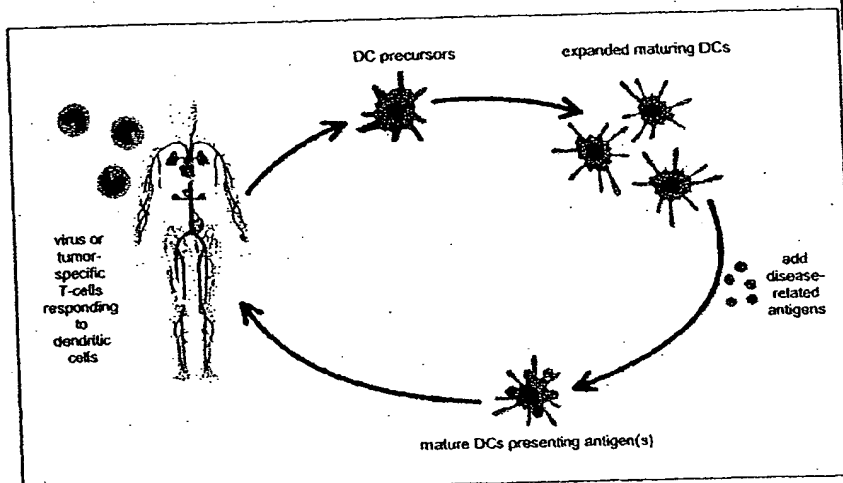 DC precursors
expanded maturing DCs
virus or
tumor-
specific
T-cells
responding
to
dendritic
cells
add
disease-
related
antigens
mature DCs presenting antigen(s)